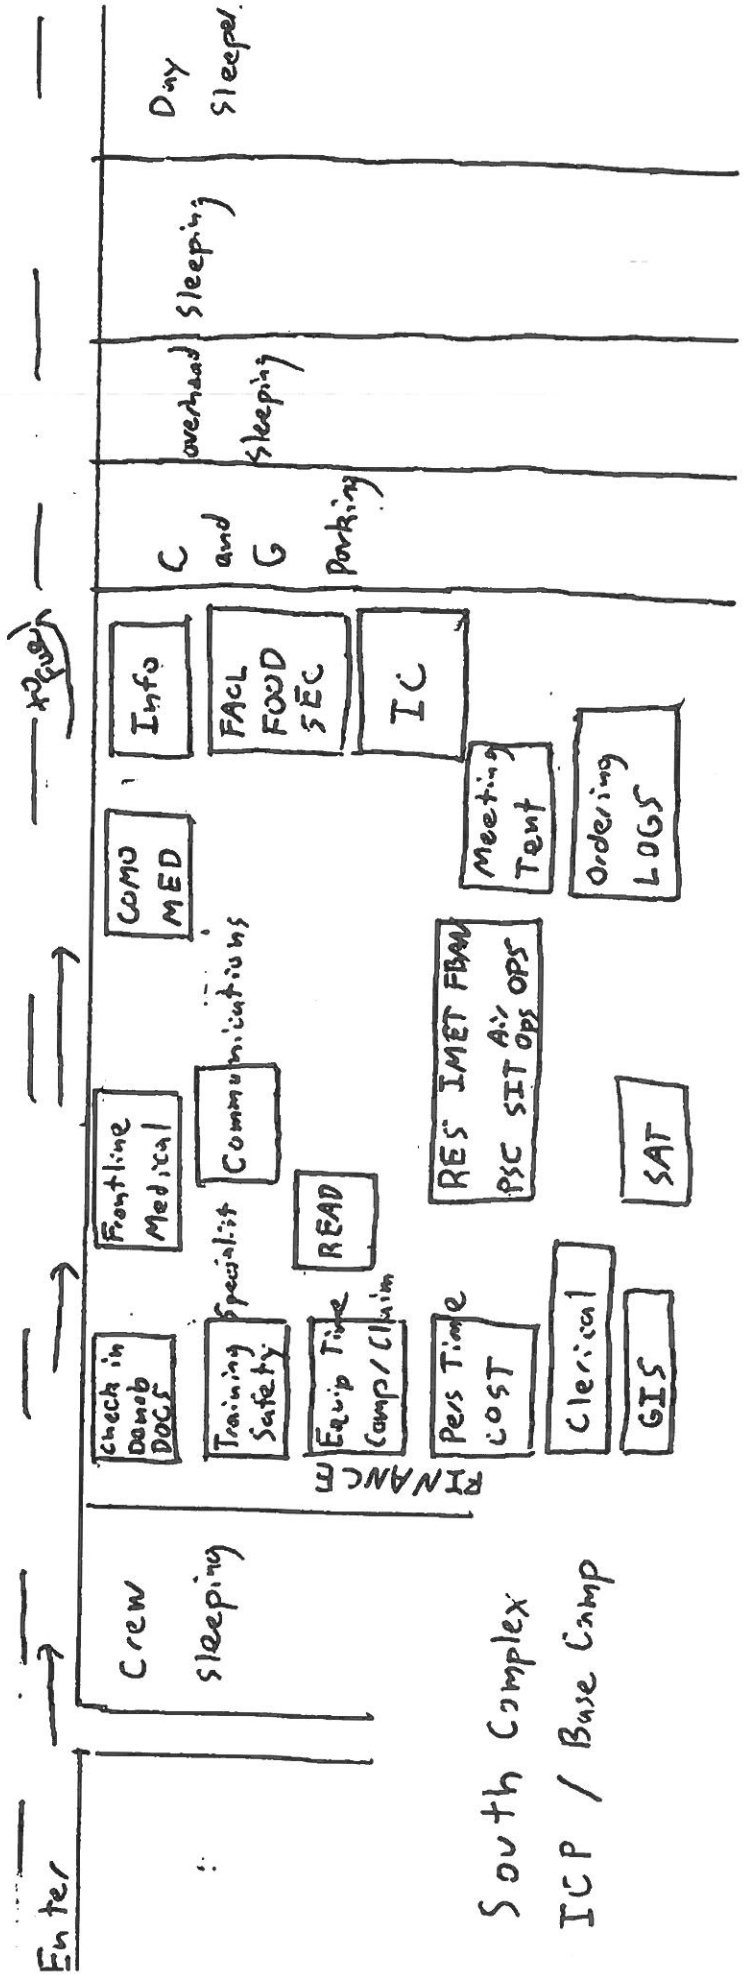 Enter
Crew
Sleeping
South Complex
ICP / Base Camp
FINANCE
Check in
Demob
DOCS
Training
Safety
Specialist
Equip Time
Comp/Claim
Pers Time
COST
Clerical
GIS
Frontline
Medical
Communications
READ
RES IMET FBAN
PSC SIT Air Ops OPS
SAT
COMO
MED
Info
FACL
FOOD
SEC
IC
Meeting
Tent
Ordering
LOGS
C
and
G
Parking
overhead
Sleeping
Sleeping
Day
Sleeper